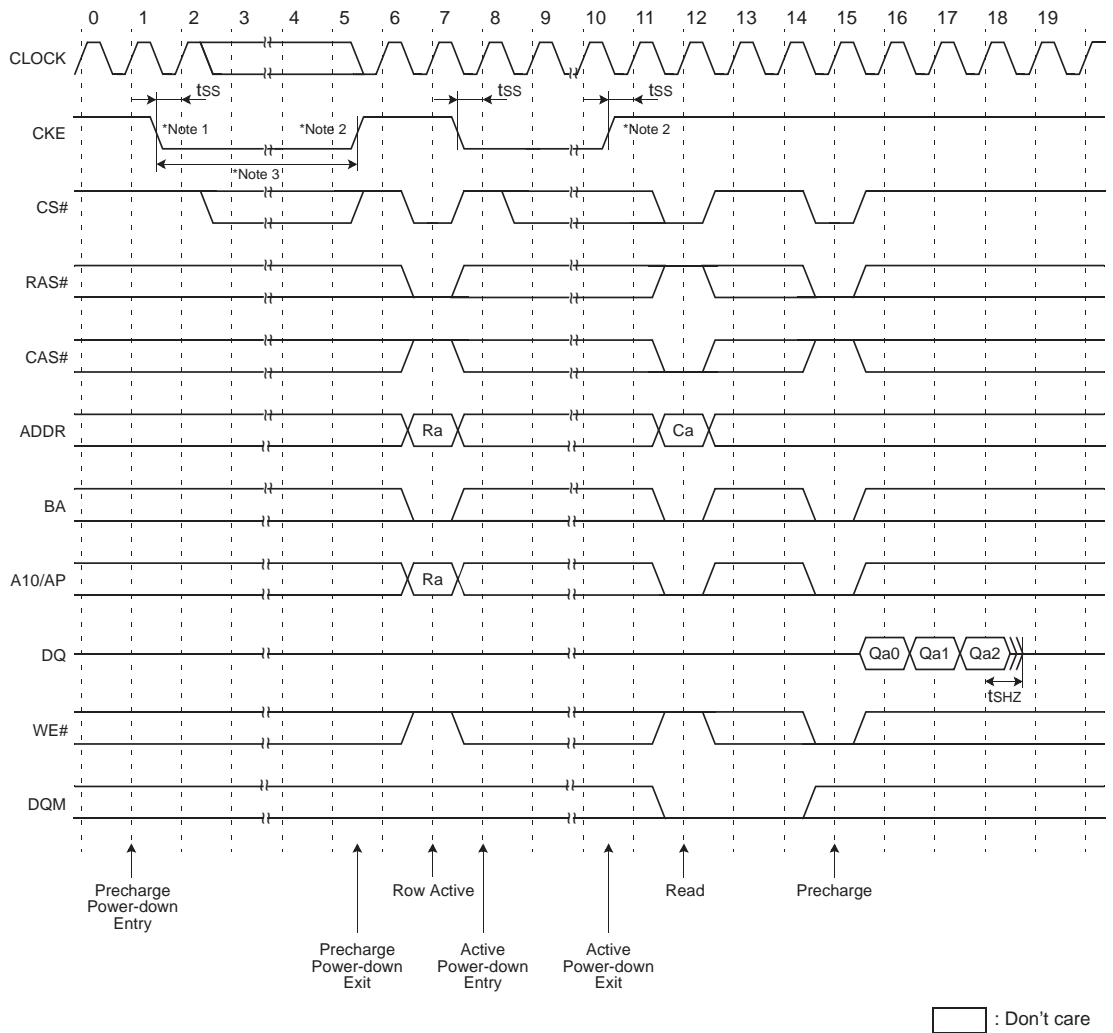 0 1 2 3 4 5 6 7 8 9 10 11 12 13 14 15 16 17 18 19
CLOCK
tSS tSS tSS
CKE *Note 1 *Note 2 *Note 2
*Note 3
CS#
RAS#
CAS#
ADDR Ra Ca
BA
A10/AP Ra
DQ Qa0 Qa1 Qa2
tSHZ
WE#
DQM
Precharge
Power-down
Entry
Row Active
Read
Precharge
Precharge
Power-down
Exit
Active
Power-down
Entry
Active
Power-down
Exit
: Don't care